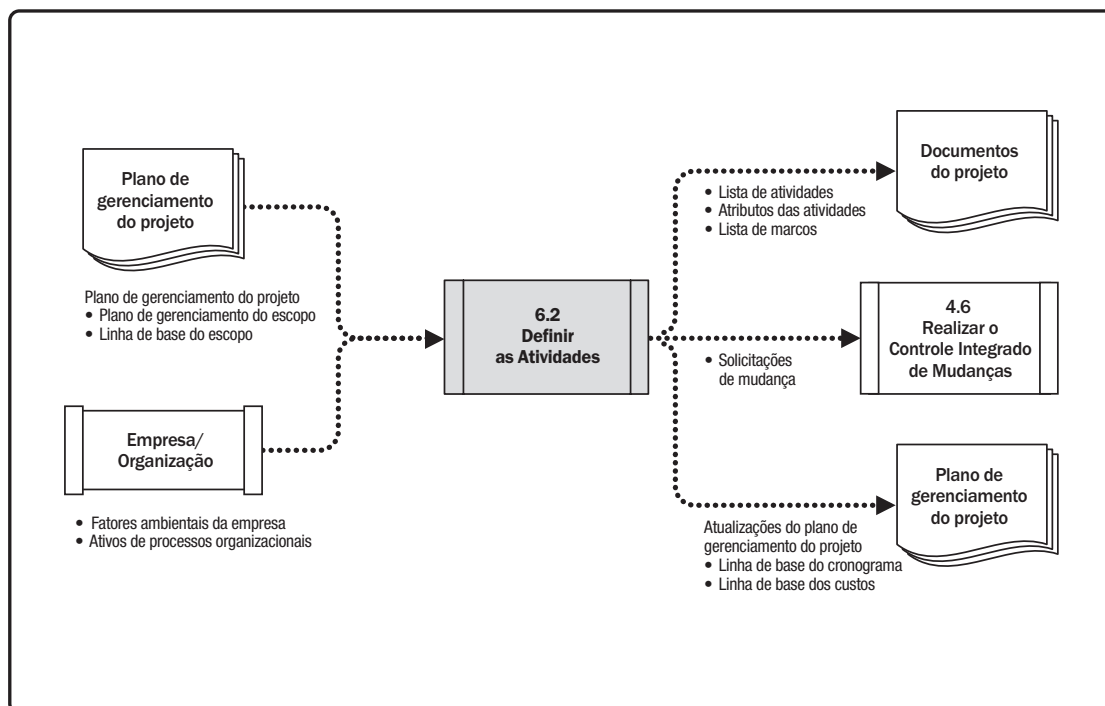 Plano de
gerenciamento
do projeto
Plano de gerenciamento do projeto
• Plano de gerenciamento do escopo
• Linha de base do escopo
Empresa/
Organização
• Fatores ambientais da empresa
• Ativos de processos organizacionais
6.2
Definir
as Atividades
• Lista de atividades
• Atributos das atividades
• Lista de marcos
Documentos
do projeto
• Solicitações
de mudança
4.6
Realizar o
Controle Integrado
de Mudanças
Atualizações do plano de
gerenciamento do projeto
• Linha de base do cronograma
• Linha de base dos custos
Plano de
gerenciamento
do projeto